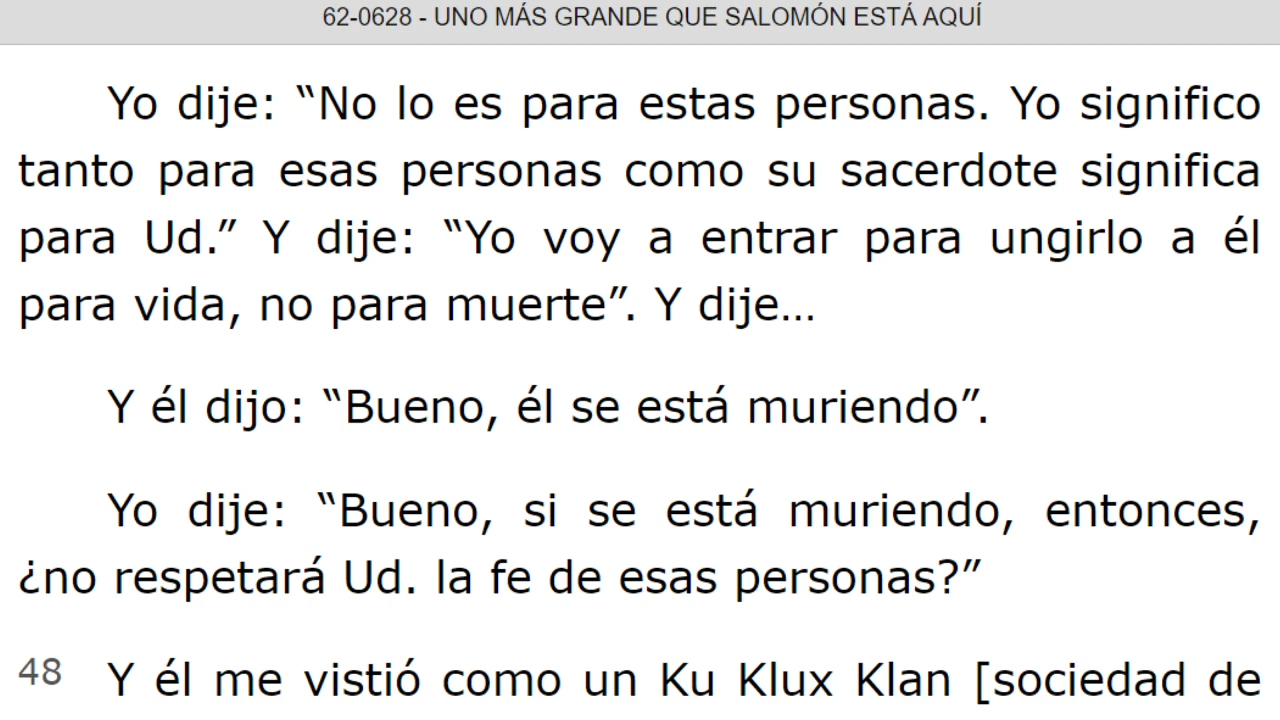 62-0628 - UNO MÁS GRANDE QUE SALOMÓN ESTÁ AQUÍ
Yo dije: “No lo es para estas personas. Yo significo
tanto para esas personas como su sacerdote significa
para Ud.” Y dije: “Yo voy a entrar para ungirlo a él
para vida, no para muerte”. Y dije…
Y él dijo: “Bueno, él se está muriendo”.
Yo dije: “Bueno, si se está muriendo, entonces,
¿no respetará Ud. la fe de esas personas?”
48 Y él me vistió como un Ku Klux Klan [sociedad de